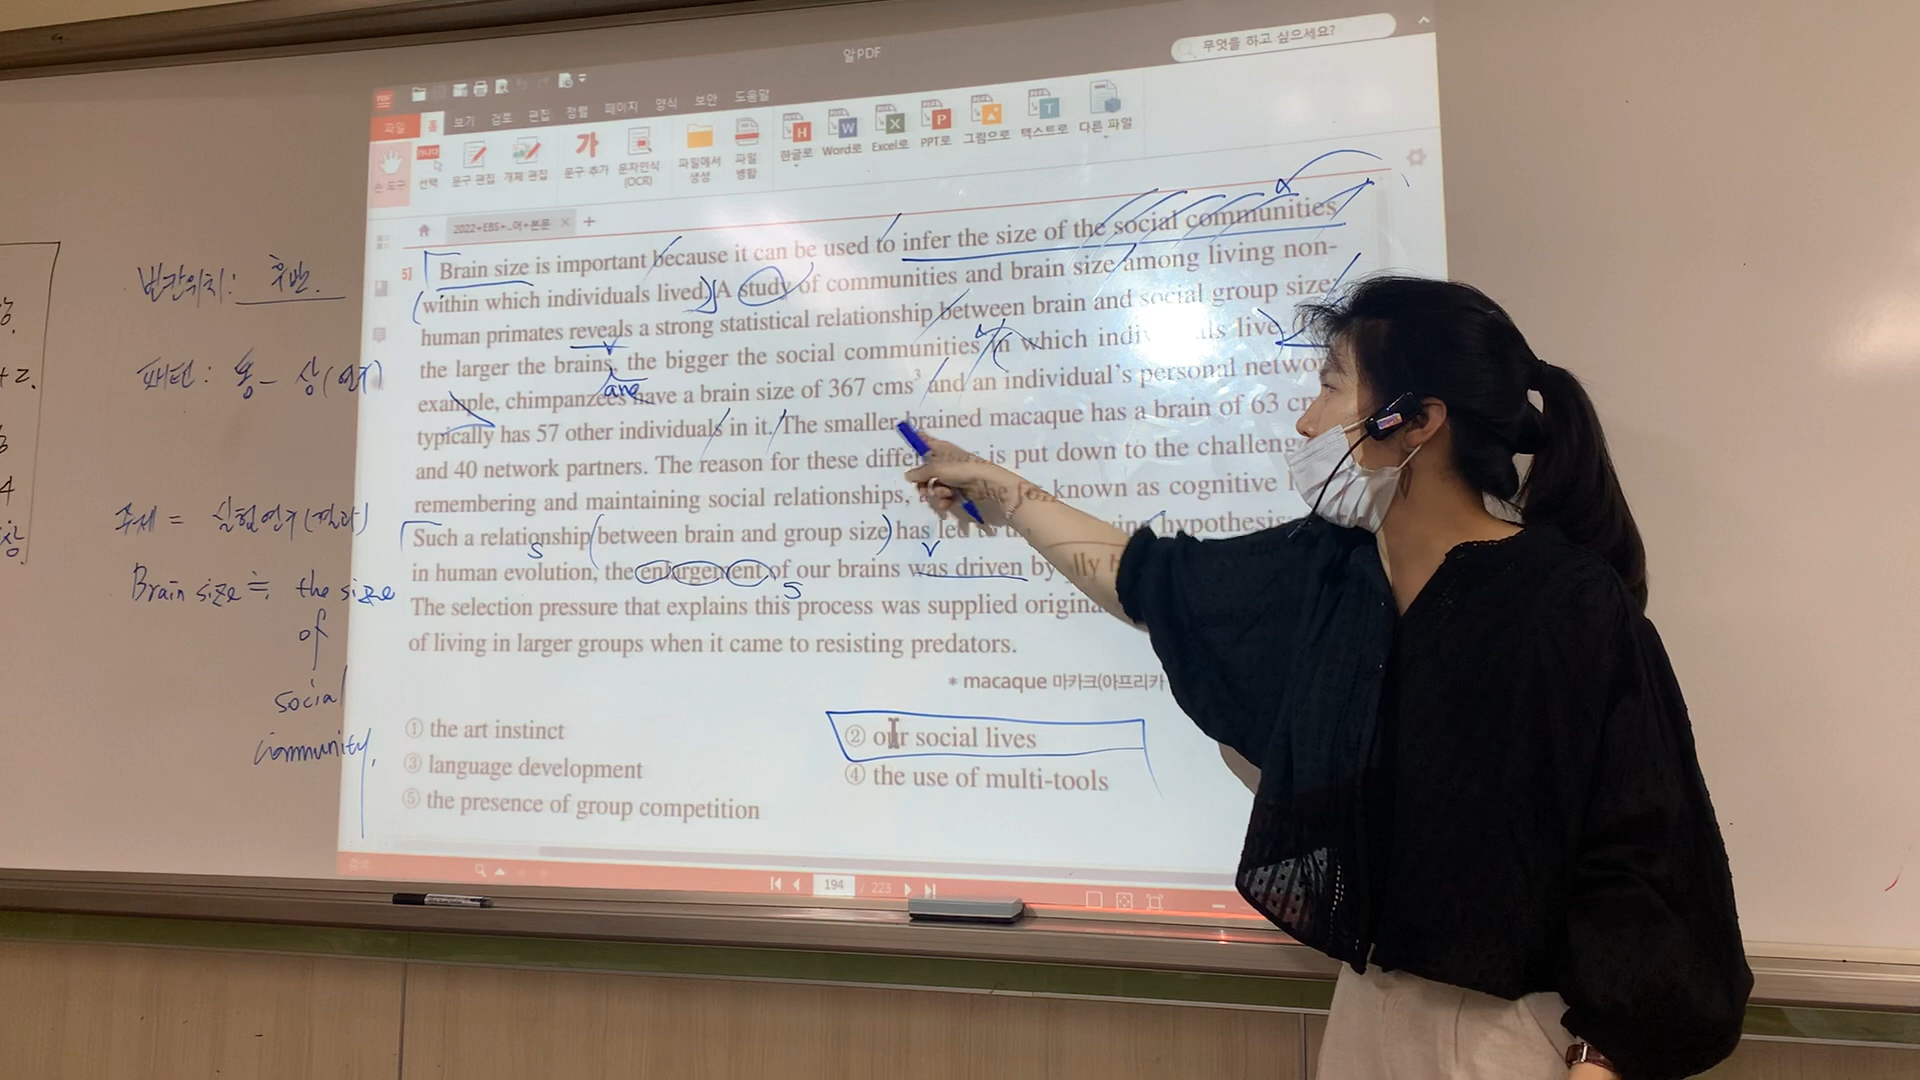 알PDF
무엇을 하고 싶으세요?
파일 홈 보기 검토 편집 정렬 페이지 양식 보안 도움말
손 도구
선택
문구 편집
개체 편집
가
문구 추가
문자인식
(OCR)
파일에서
생성
파일
병합
H
한글로
W
Word로
X
Excel로
P
PPT로
그림으로
T
텍스트로
다른 파일
2022+EBS+...어+본문 × +
5] Brain size is important because it can be used to infer the size of the social communities
within which individuals lived. A study of communities and brain size among living non-
human primates reveals a strong statistical relationship between brain and social group size:
the larger the brains, the bigger the social communities in which live
are
example, chimpanzees have a brain size of 367 cms³ and an individual's personal
typically has 57 other individuals in it. The smaller-brained macaque has a brain of 63
and 40 network partners. The reason for these is put down to the
remembering and maintaining social relationships, known as cognitive
Such a relationship (between brain and group size) has led hypothesis:
S V
in human evolution, the enlargement of our brains was driven by
S
The selection pressure that explains this process was supplied
of living in larger groups when it came to resisting predators.
* macaque 마카크(아프리카
① the art instinct
② our social lives
③ language development
④ the use of multi-tools
⑤ the presence of group competition
194 / 223
빈칸위치: 후반.
패턴:
주제 = 실험연구(결과)
Brain size ≒ the size
of
social
community.
+2.
4